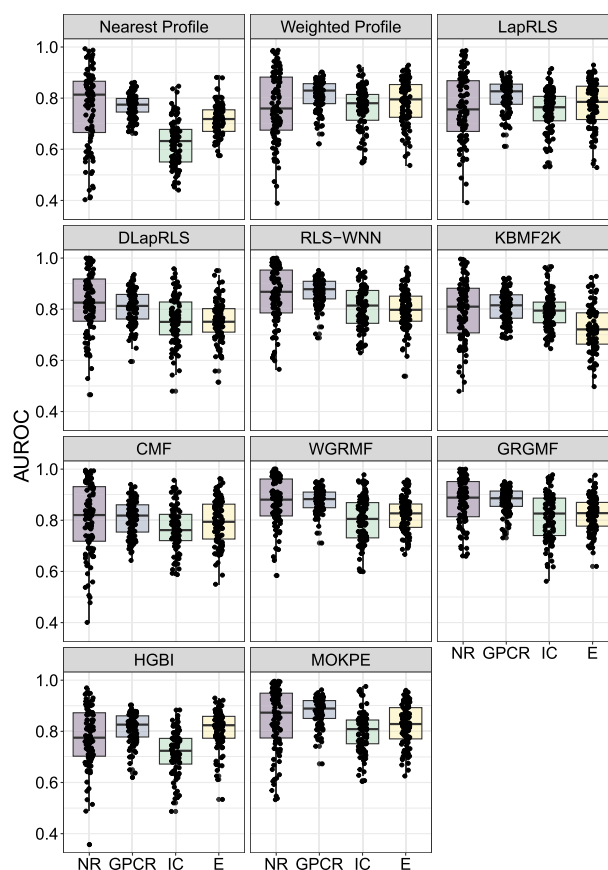 Nearest Profile Weighted Profile LapRLS
1.0
0.8
0.6
0.4
DLapRLS RLS−WNN KBMF2K
1.0
0.8
0.6
0.4
AUROC
CMF WGRMF GRGMF
1.0
0.8
0.6
0.4
NR GPCR IC E
HGBI MOKPE
1.0
0.8
0.6
0.4
NR GPCR IC E NR GPCR IC E